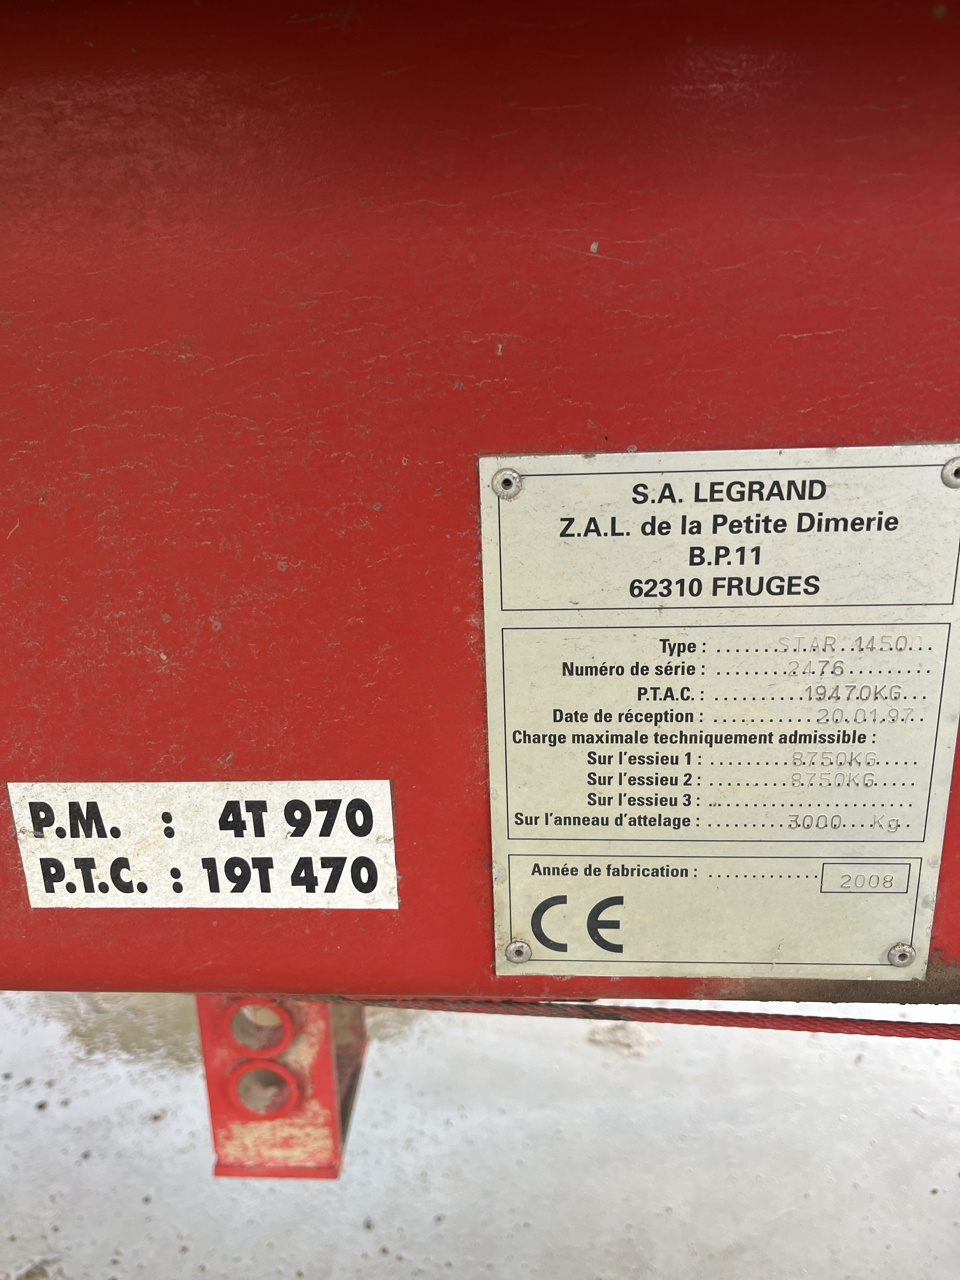 S.A. LEGRAND
Z.A.L. de la Petite Dimerie
B.P.11
62310 FRUGES
Type : STAR 14500
Numéro de série : 2476
P.T.A.C. : 19470KG
Date de réception : 20.01.97
Charge maximale techniquement admissible :
Sur l'essieu 1 : 8750KG
Sur l'essieu 2 : 8750KG
Sur l'essieu 3 :
Sur l'anneau d'attelage : 3000 Kg
Année de fabrication : 2008
CE
P.M. : 4T 970
P.T.C. : 19T 470